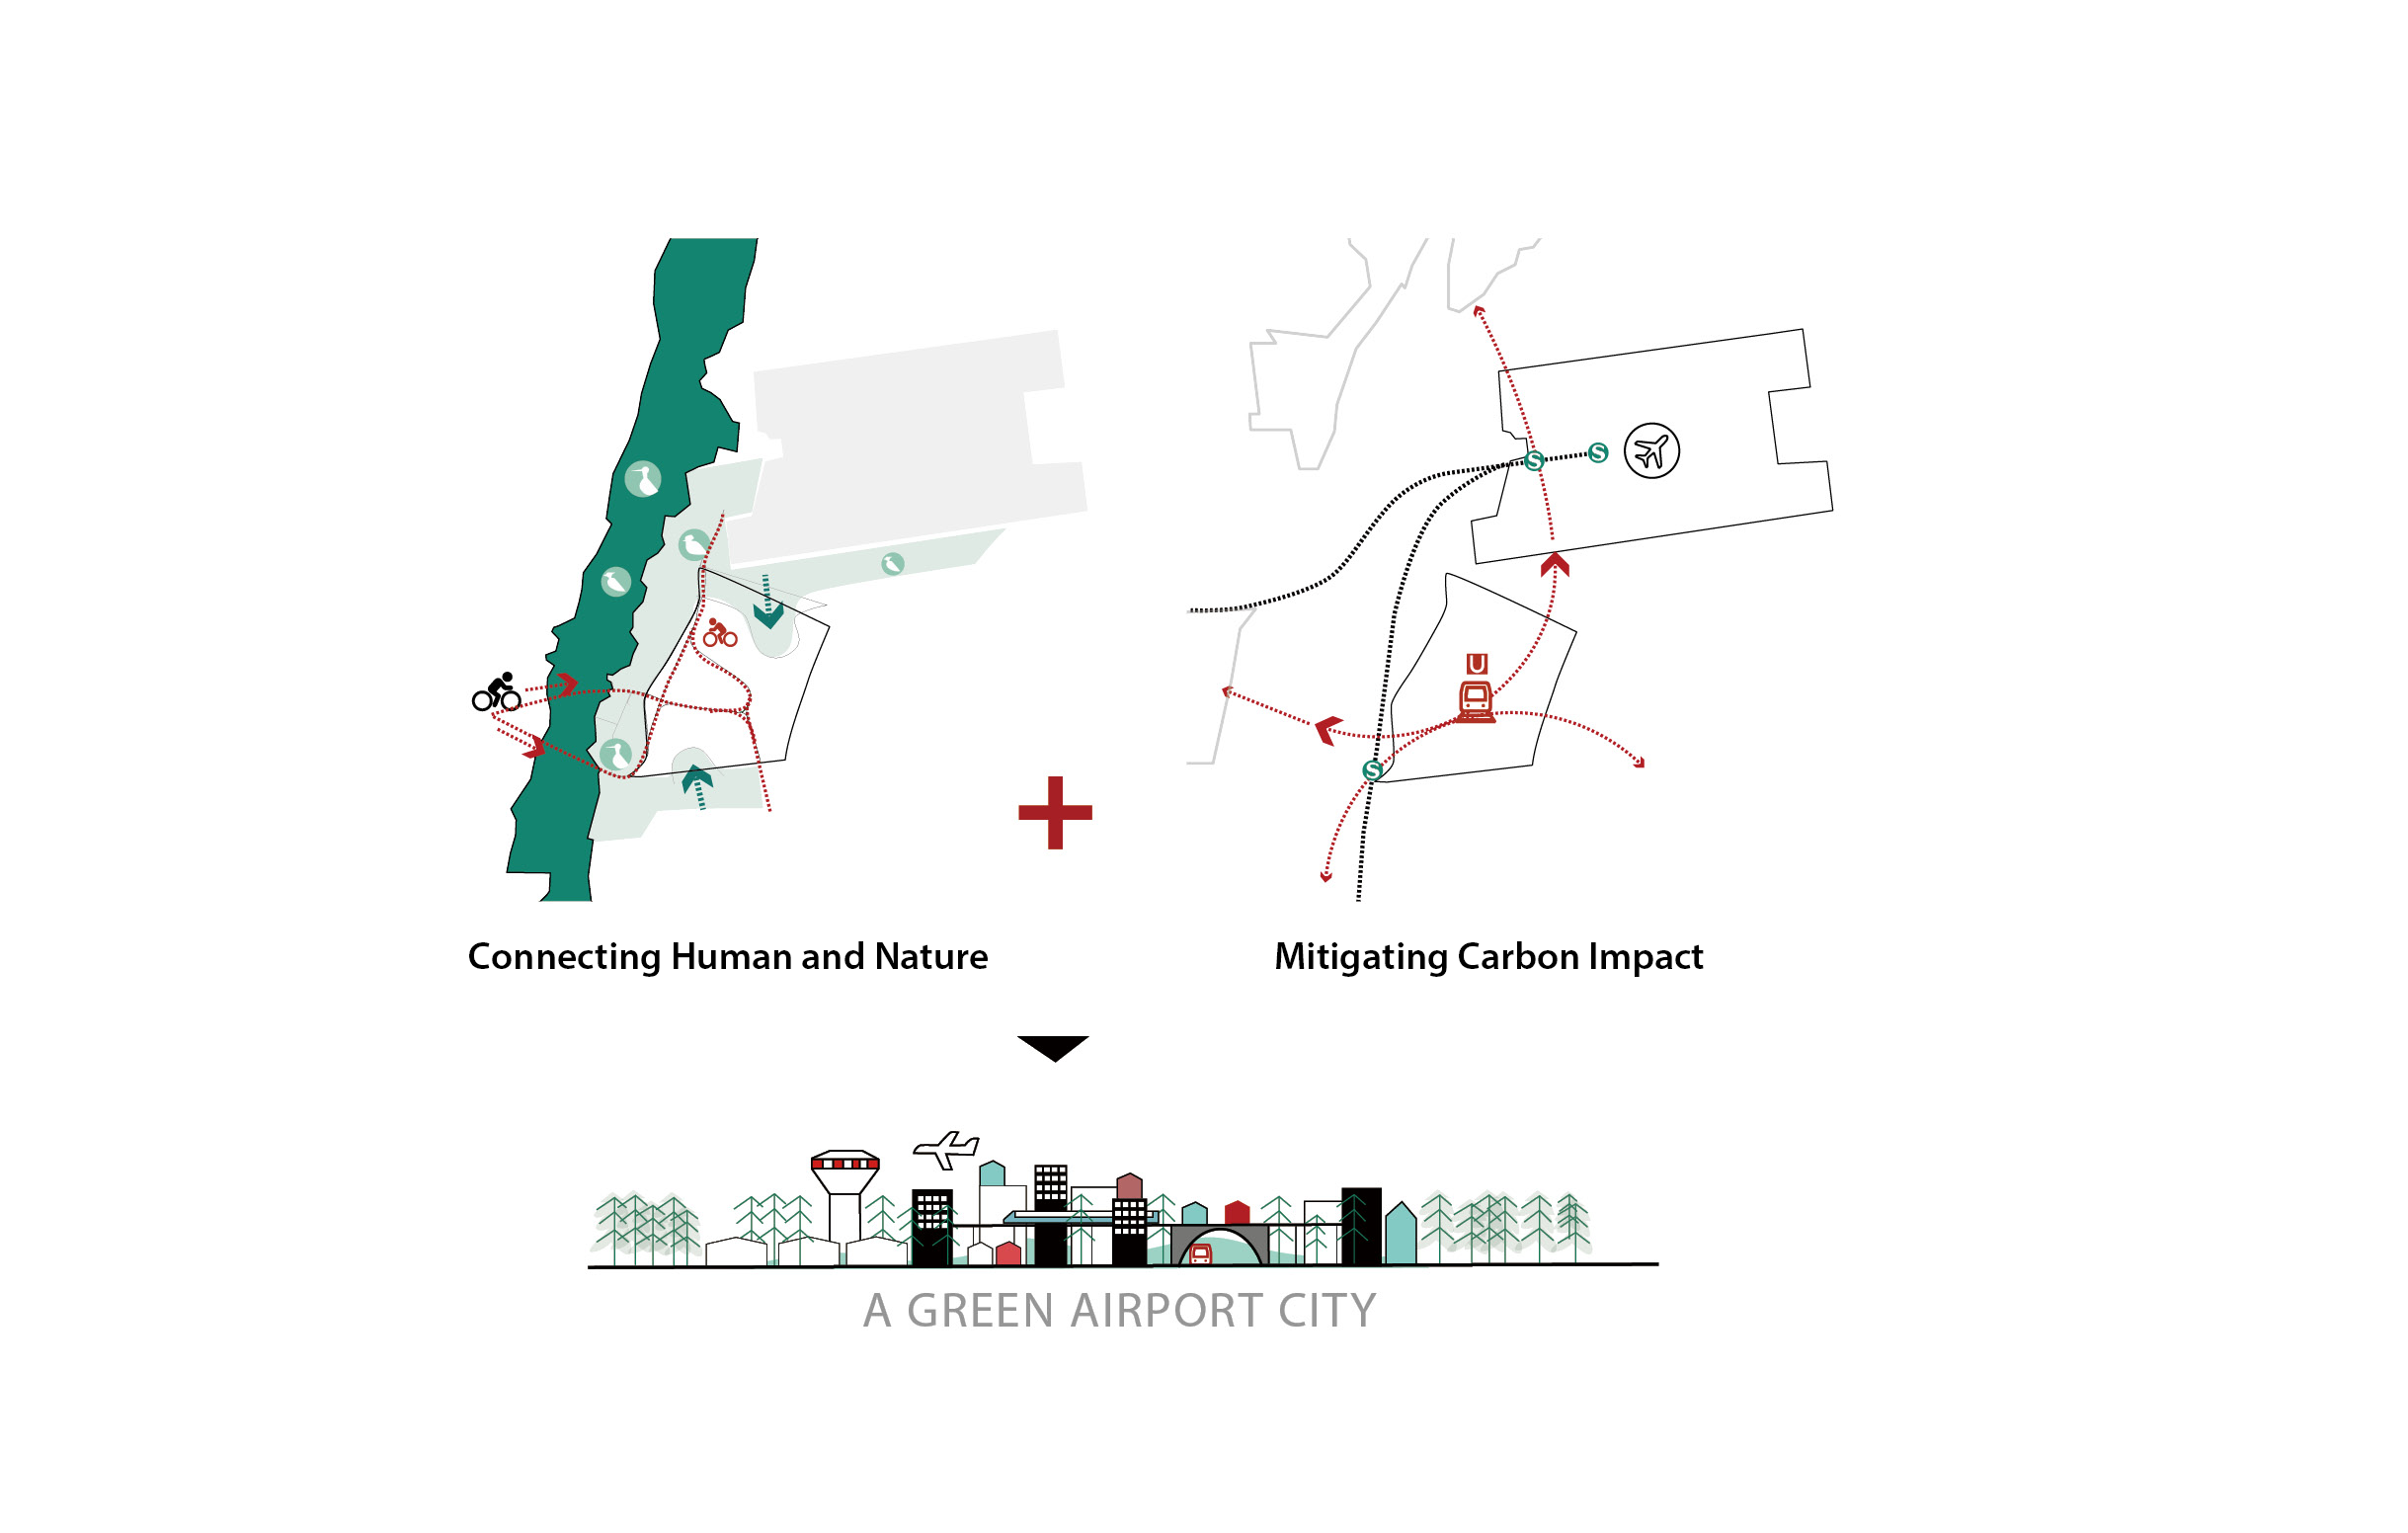 S
S
U
S
Connecting Human and Nature
Mitigating Carbon Impact
A GREEN AIRPORT CITY